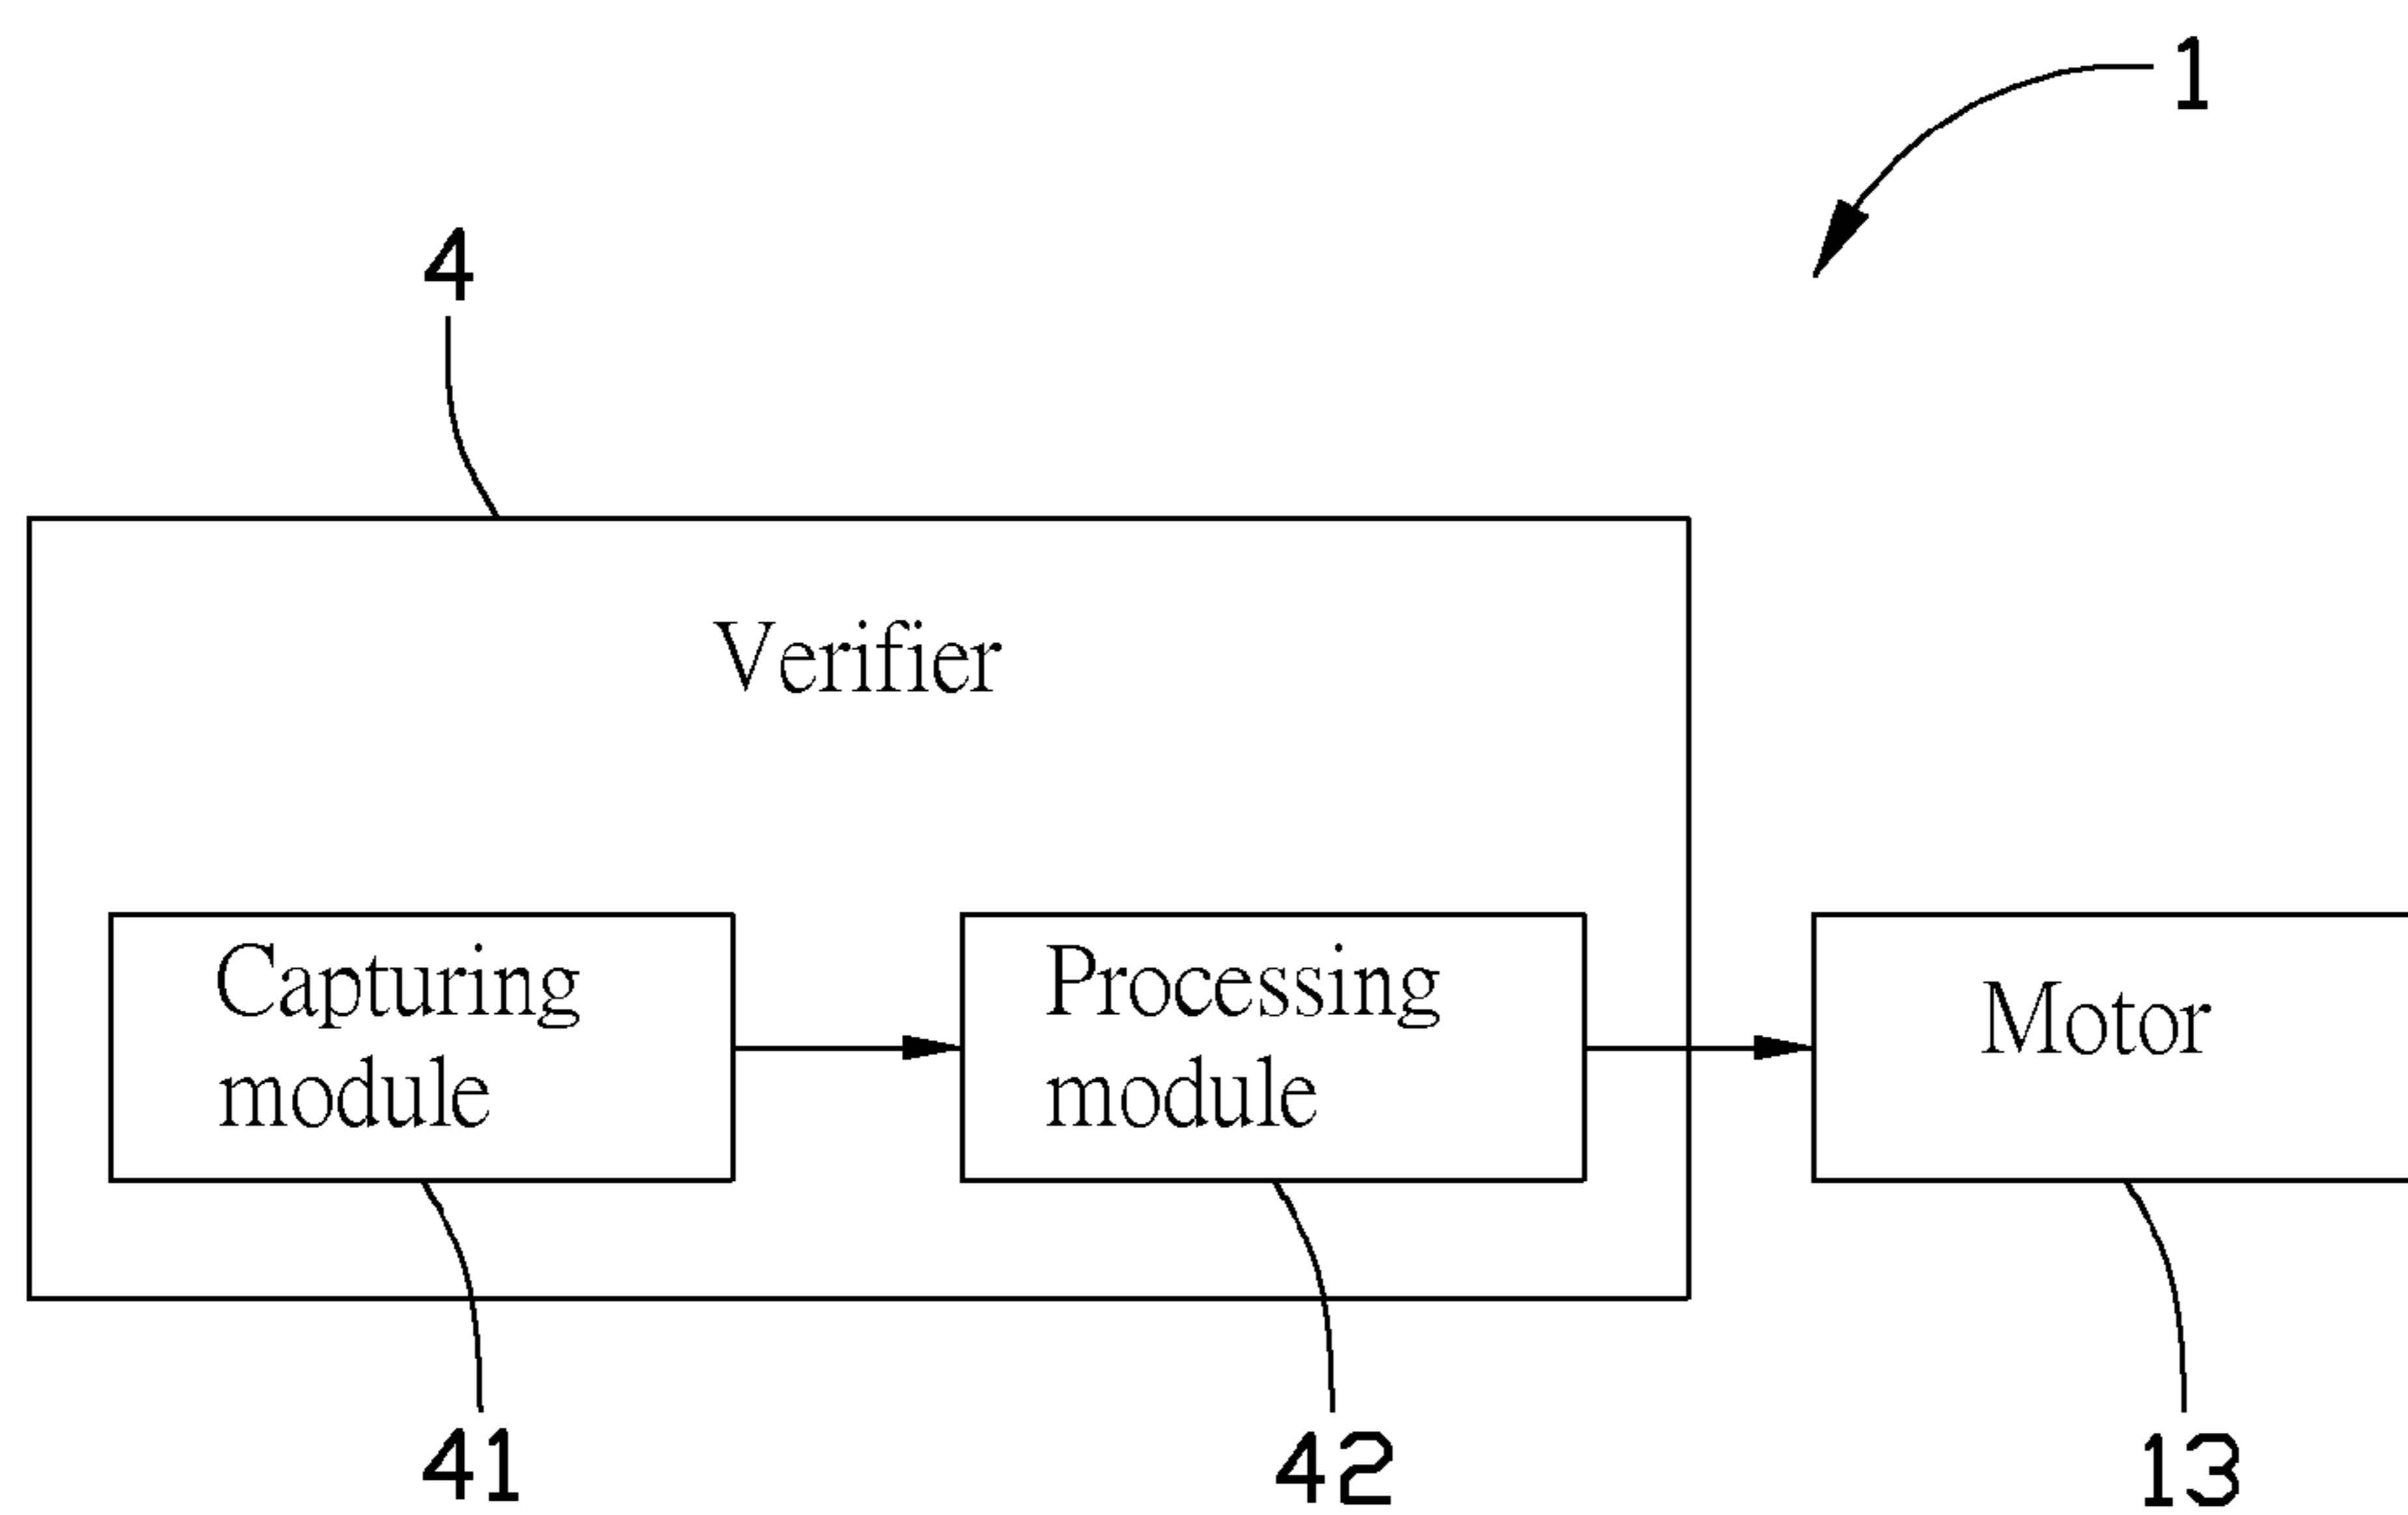 1
4
Verifier
Capturing
module
Processing
module
Motor
41
42
13